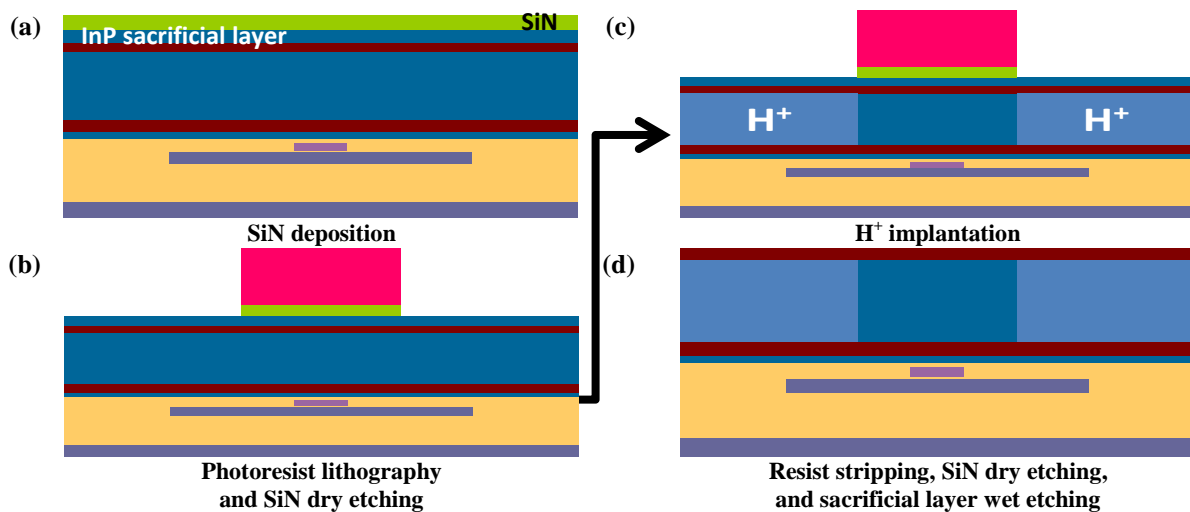 (a)
SiN
InP sacrificial layer
SiN deposition
(b)
Photoresist lithography
and SiN dry etching
(c)
H⁺
H⁺
H⁺ implantation
(d)
Resist stripping, SiN dry etching,
and sacrificial layer wet etching